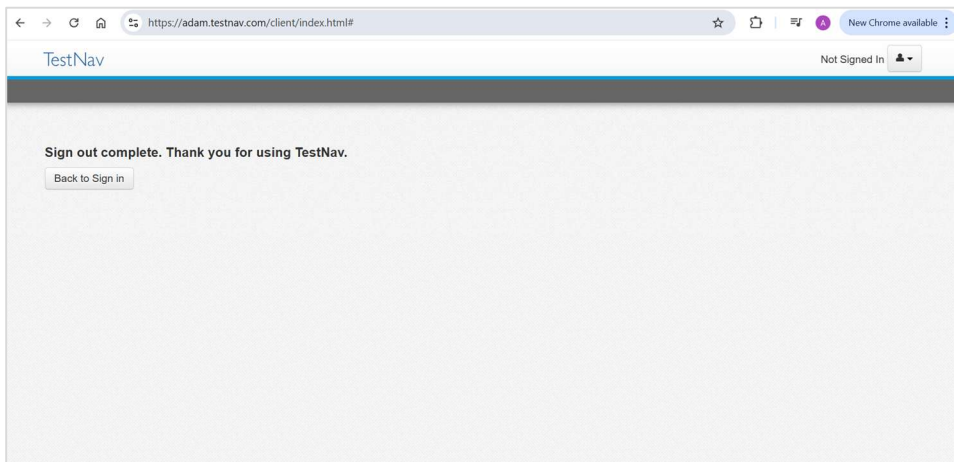 https://adam.testnav.com/client/index.html#
A
New Chrome available
TestNav
Not Signed In
Sign out complete. Thank you for using TestNav.
Back to Sign in